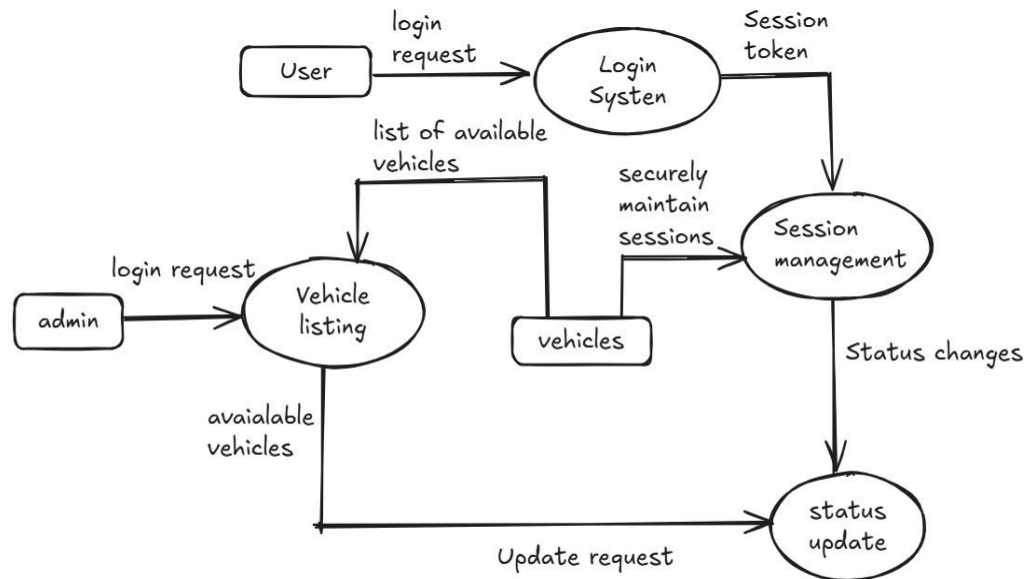 login
request
User
Login
Systen
Session
token
list of available
vehicles
securely
maintain
sessions
Session
management
login request
admin
Vehicle
listing
vehicles
Status changes
avaialable
vehicles
status
update
Update request